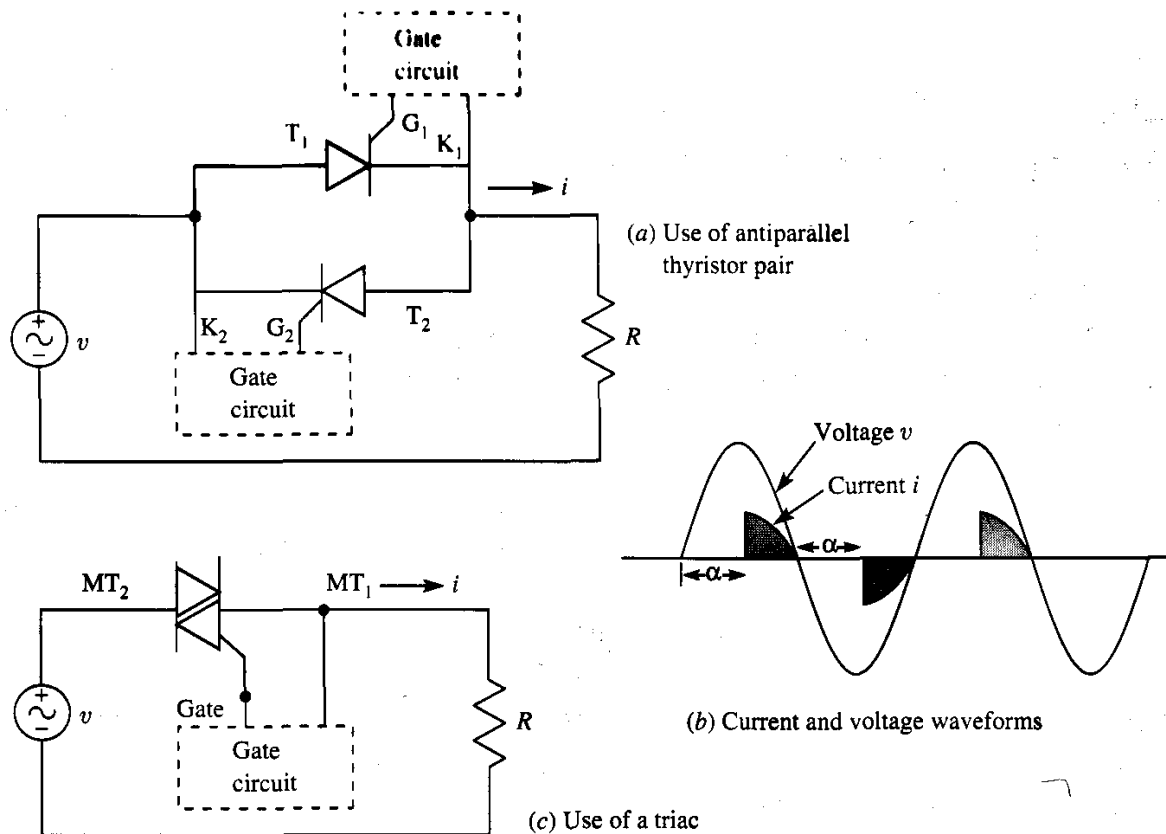 Gate
circuit
T₁
G₁
K₁
i
(a) Use of antiparallel
thyristor pair
v
K₂
G₂
T₂
R
Gate
circuit
Voltage v
Current i
α
α
(b) Current and voltage waveforms
MT₂
MT₁
i
v
Gate
Gate
circuit
R
(c) Use of a triac